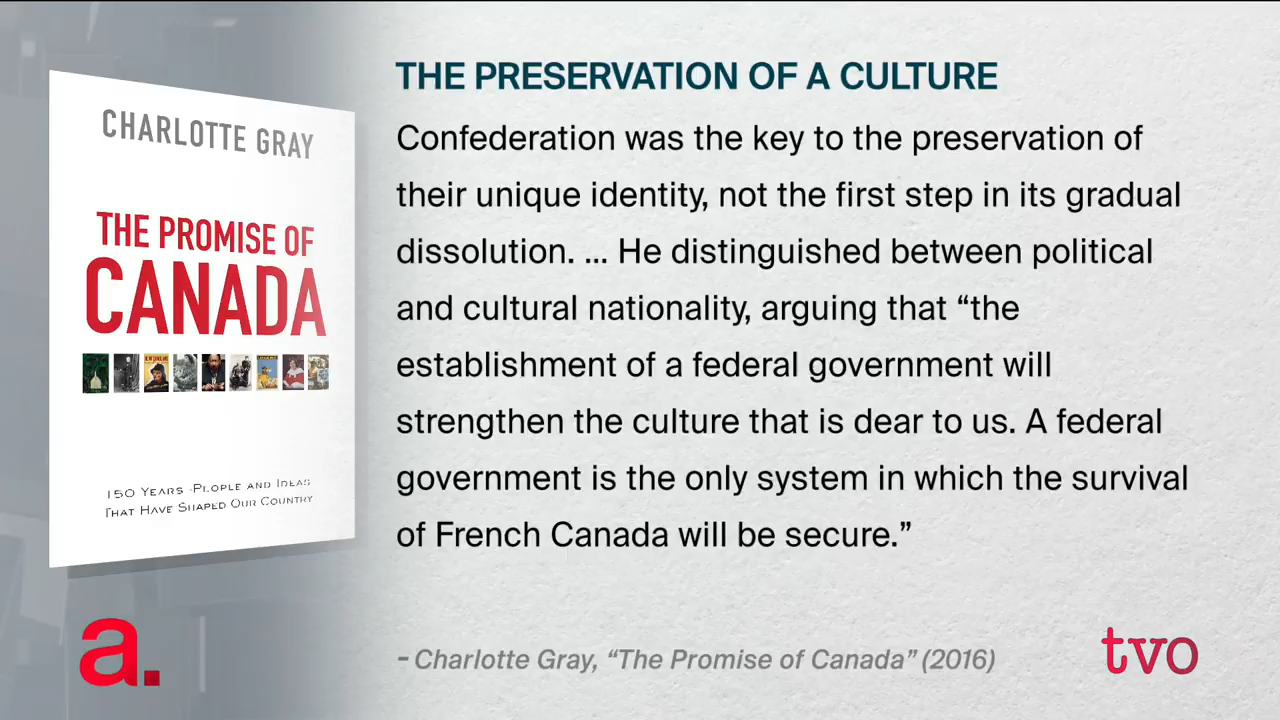 CHARLOTTE GRAY
THE PROMISE OF
CANADA
150 YEARS - PEOPLE AND IDEAS
THAT HAVE SHAPED OUR COUNTRY
THE PRESERVATION OF A CULTURE
Confederation was the key to the preservation of
their unique identity, not the first step in its gradual
dissolution. ... He distinguished between political
and cultural nationality, arguing that “the
establishment of a federal government will
strengthen the culture that is dear to us. A federal
government is the only system in which the survival
of French Canada will be secure.”
- Charlotte Gray, “The Promise of Canada” (2016)
a.
tvo